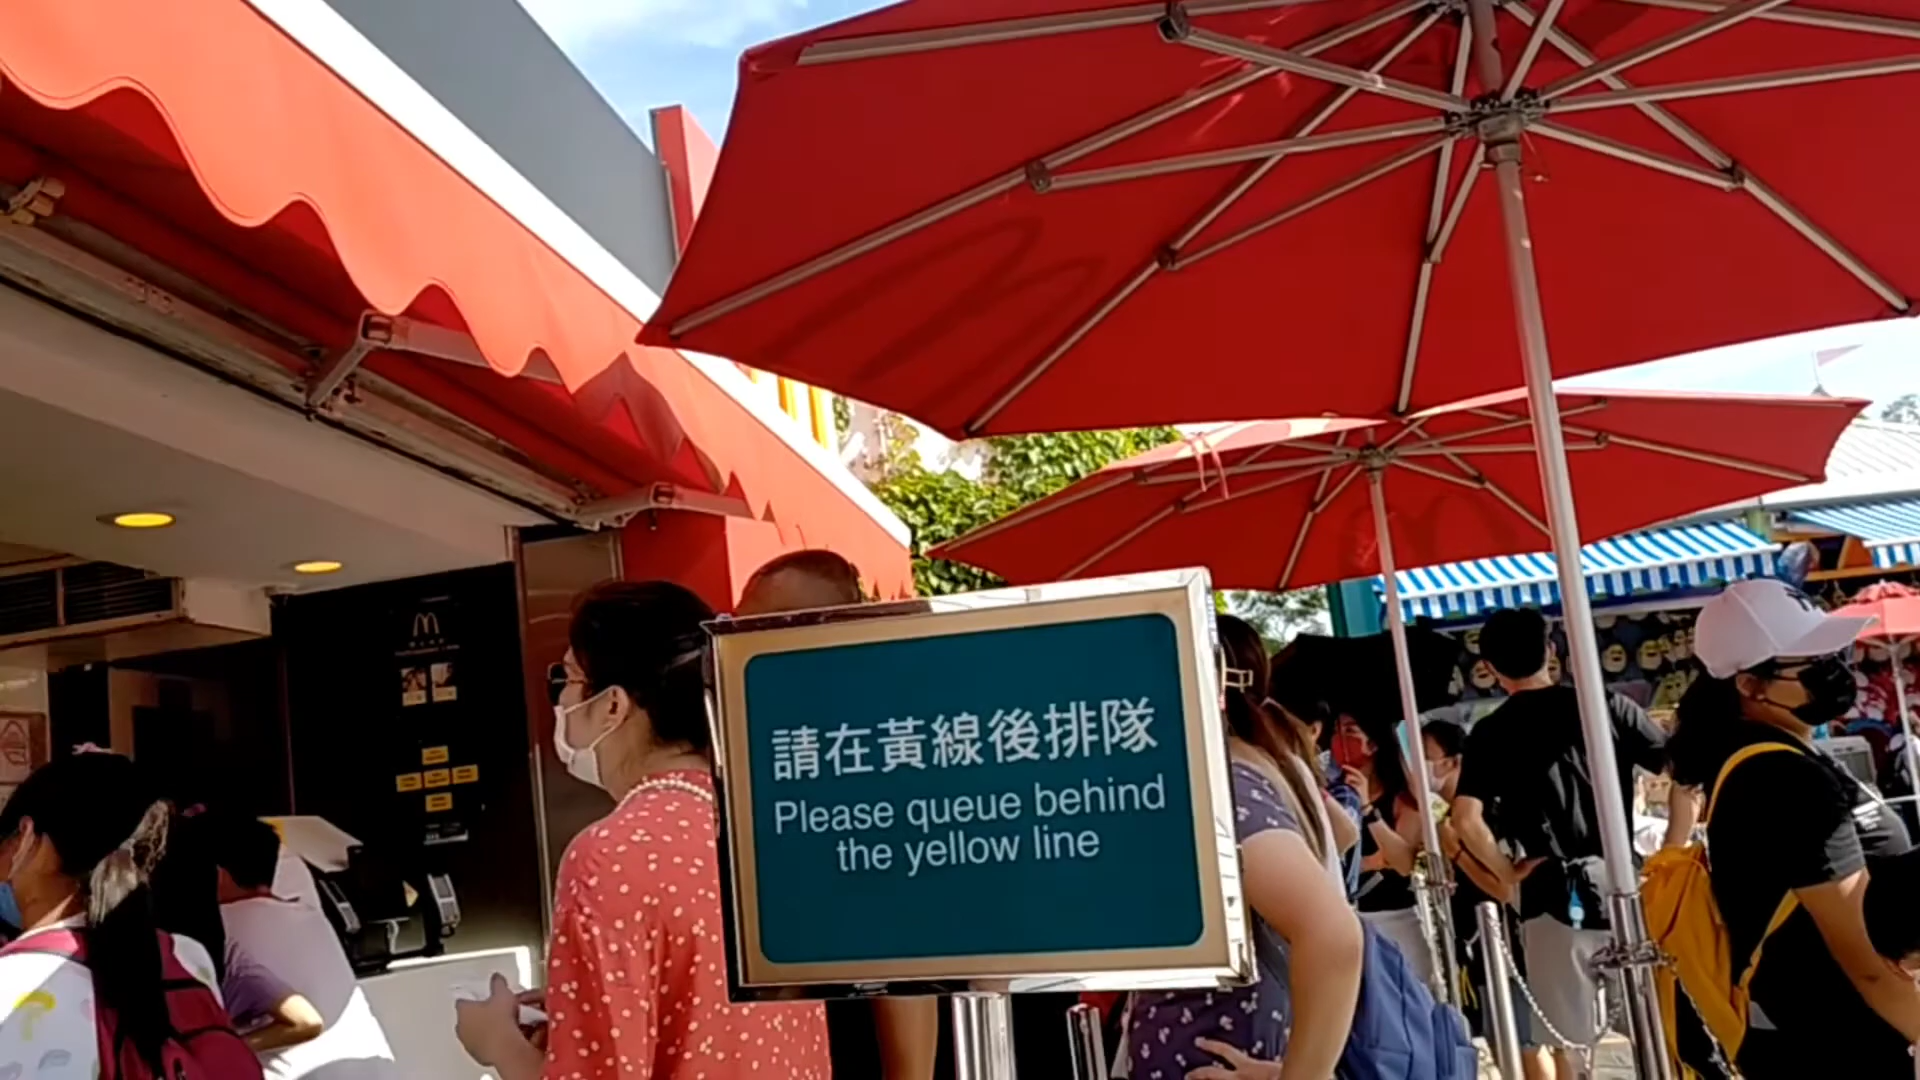 請在黃線後排隊
Please queue behind
the yellow line